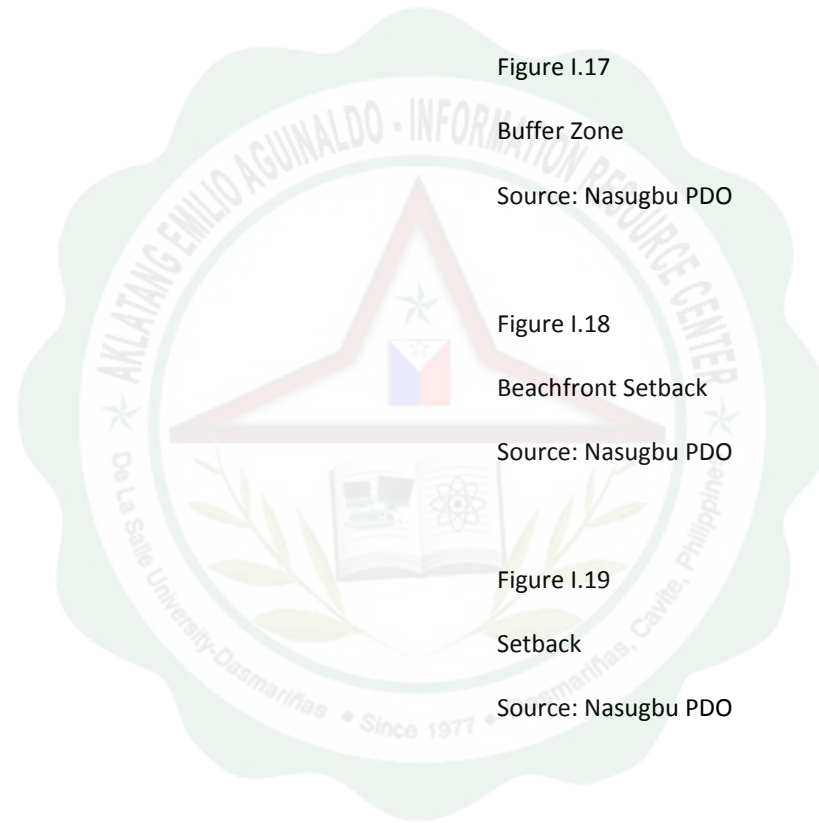 Figure I.17
Buffer Zone
Source: Nasugbu PDO
Figure I.18
Beachfront Setback
Source: Nasugbu PDO
Figure I.19
Setback
Source: Nasugbu PDO
AKLATANG EMILIO AGUINALDO - INFORMATION RESOURCE CENTER
De La Salle University-Dasmariñas • Since 1977 • Dasmariñas, Cavite, Philippines